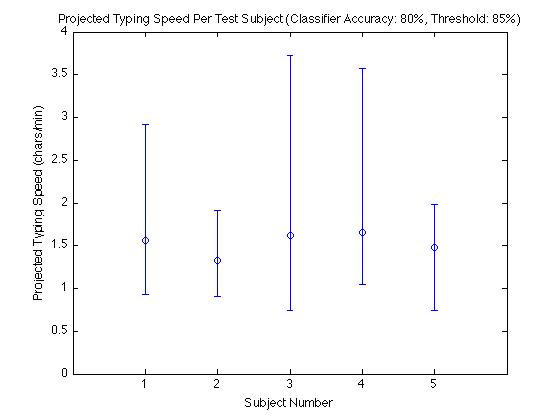 Projected Typing Speed Per Test Subject (Classifier Accuracy: 80%, Threshold: 85%)
4
3.5
3
2.5
2
1.5
1
0.5
0
Projected Typing Speed (chars/min)
1 2 3 4 5
Subject Number